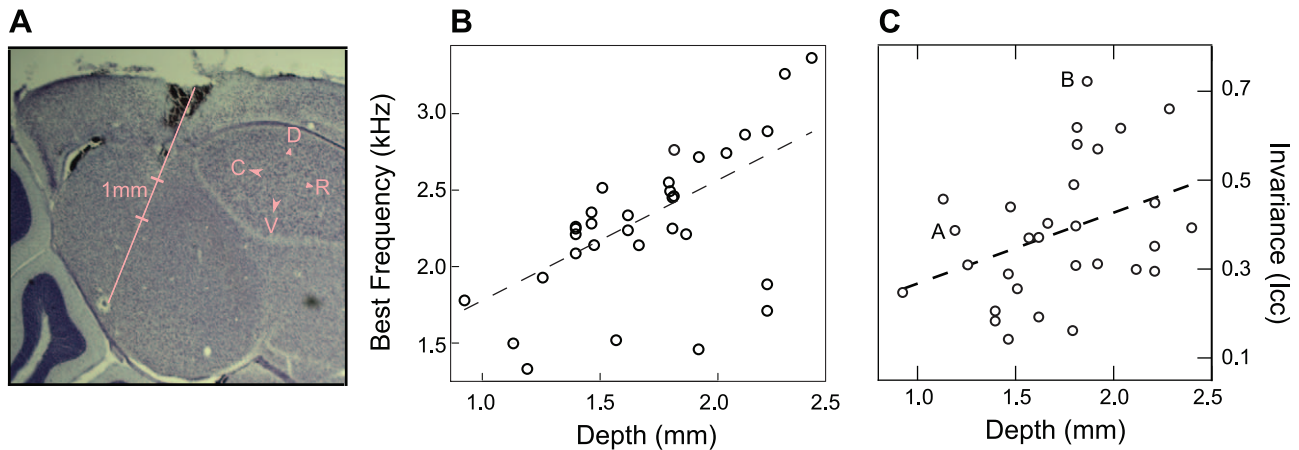 A
D
C
R
1mm
V
B
Best Frequency (kHz)
3.0
2.5
2.0
1.5
1.0
1.5
2.0
2.5
Depth (mm)
C
B
A
0.7
0.5
0.3
0.1
Invariance (Icc)
1.0
1.5
2.0
2.5
Depth (mm)